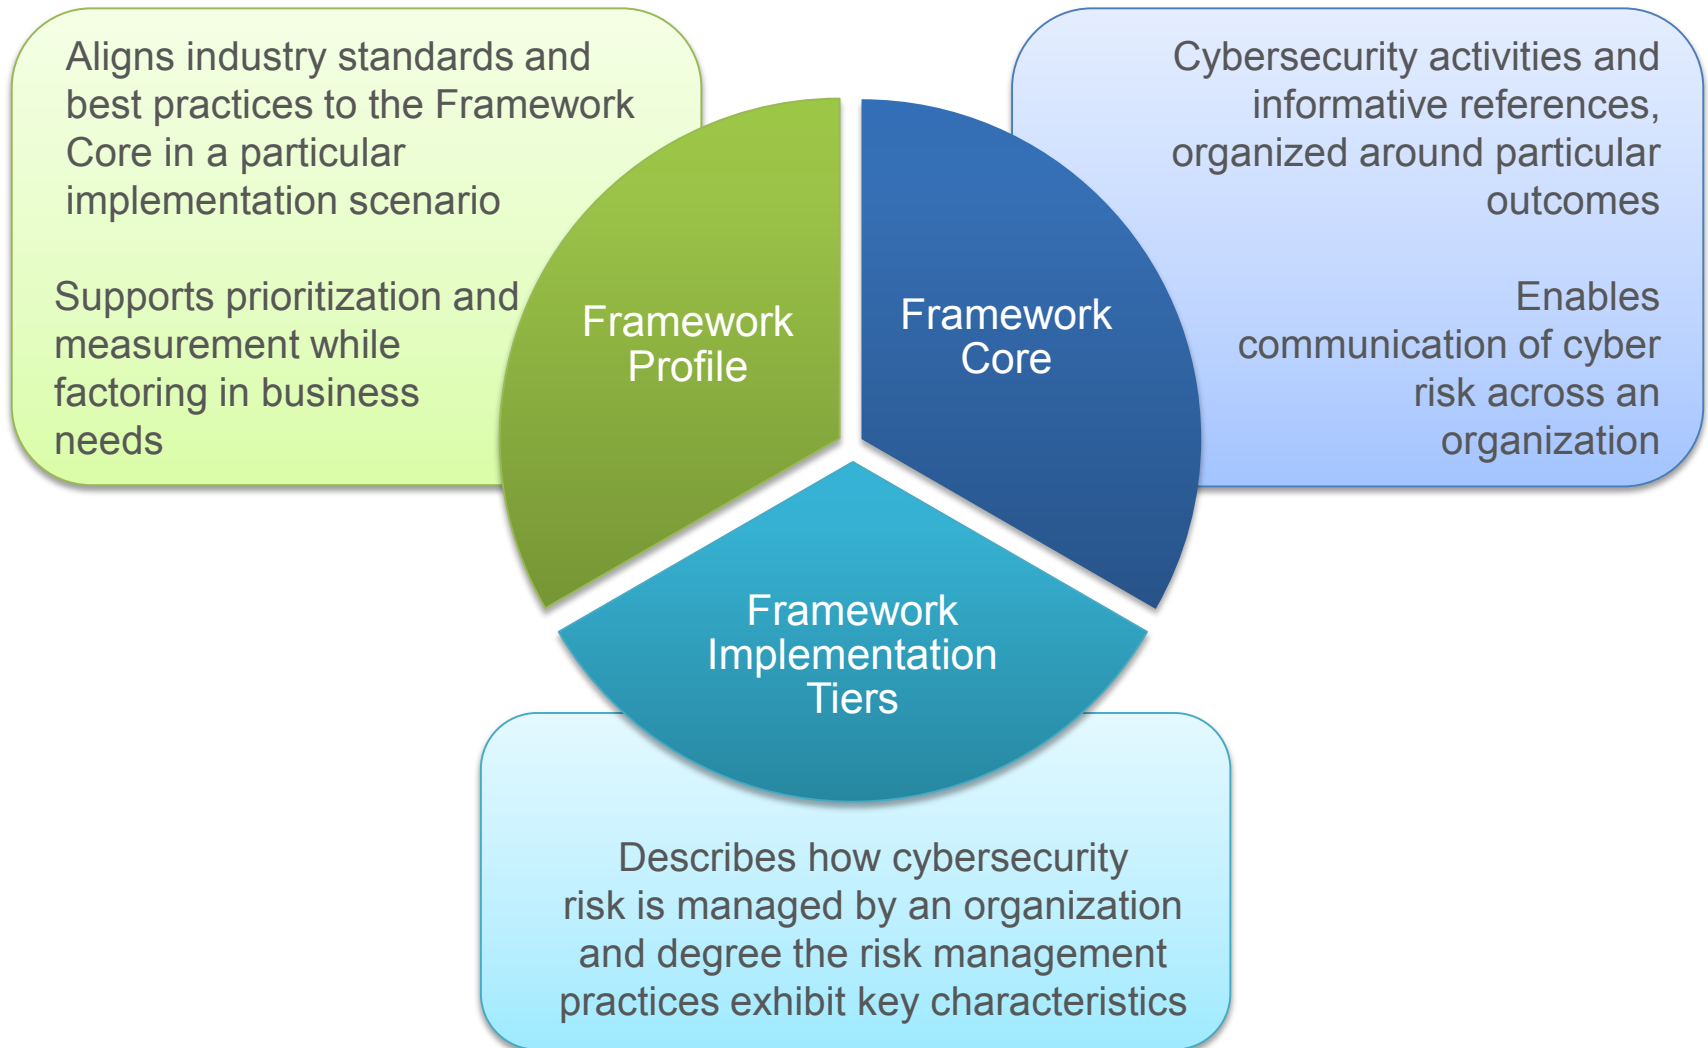 Aligns industry standards and
best practices to the Framework
Core in a particular
implementation scenario
Supports prioritization and
measurement while
factoring in business
needs
Cybersecurity activities and
informative references,
organized around particular
outcomes
Enables
communication of cyber
risk across an
organization
Framework
Profile
Framework
Core
Framework
Implementation
Tiers
Describes how cybersecurity
risk is managed by an organization
and degree the risk management
practices exhibit key characteristics